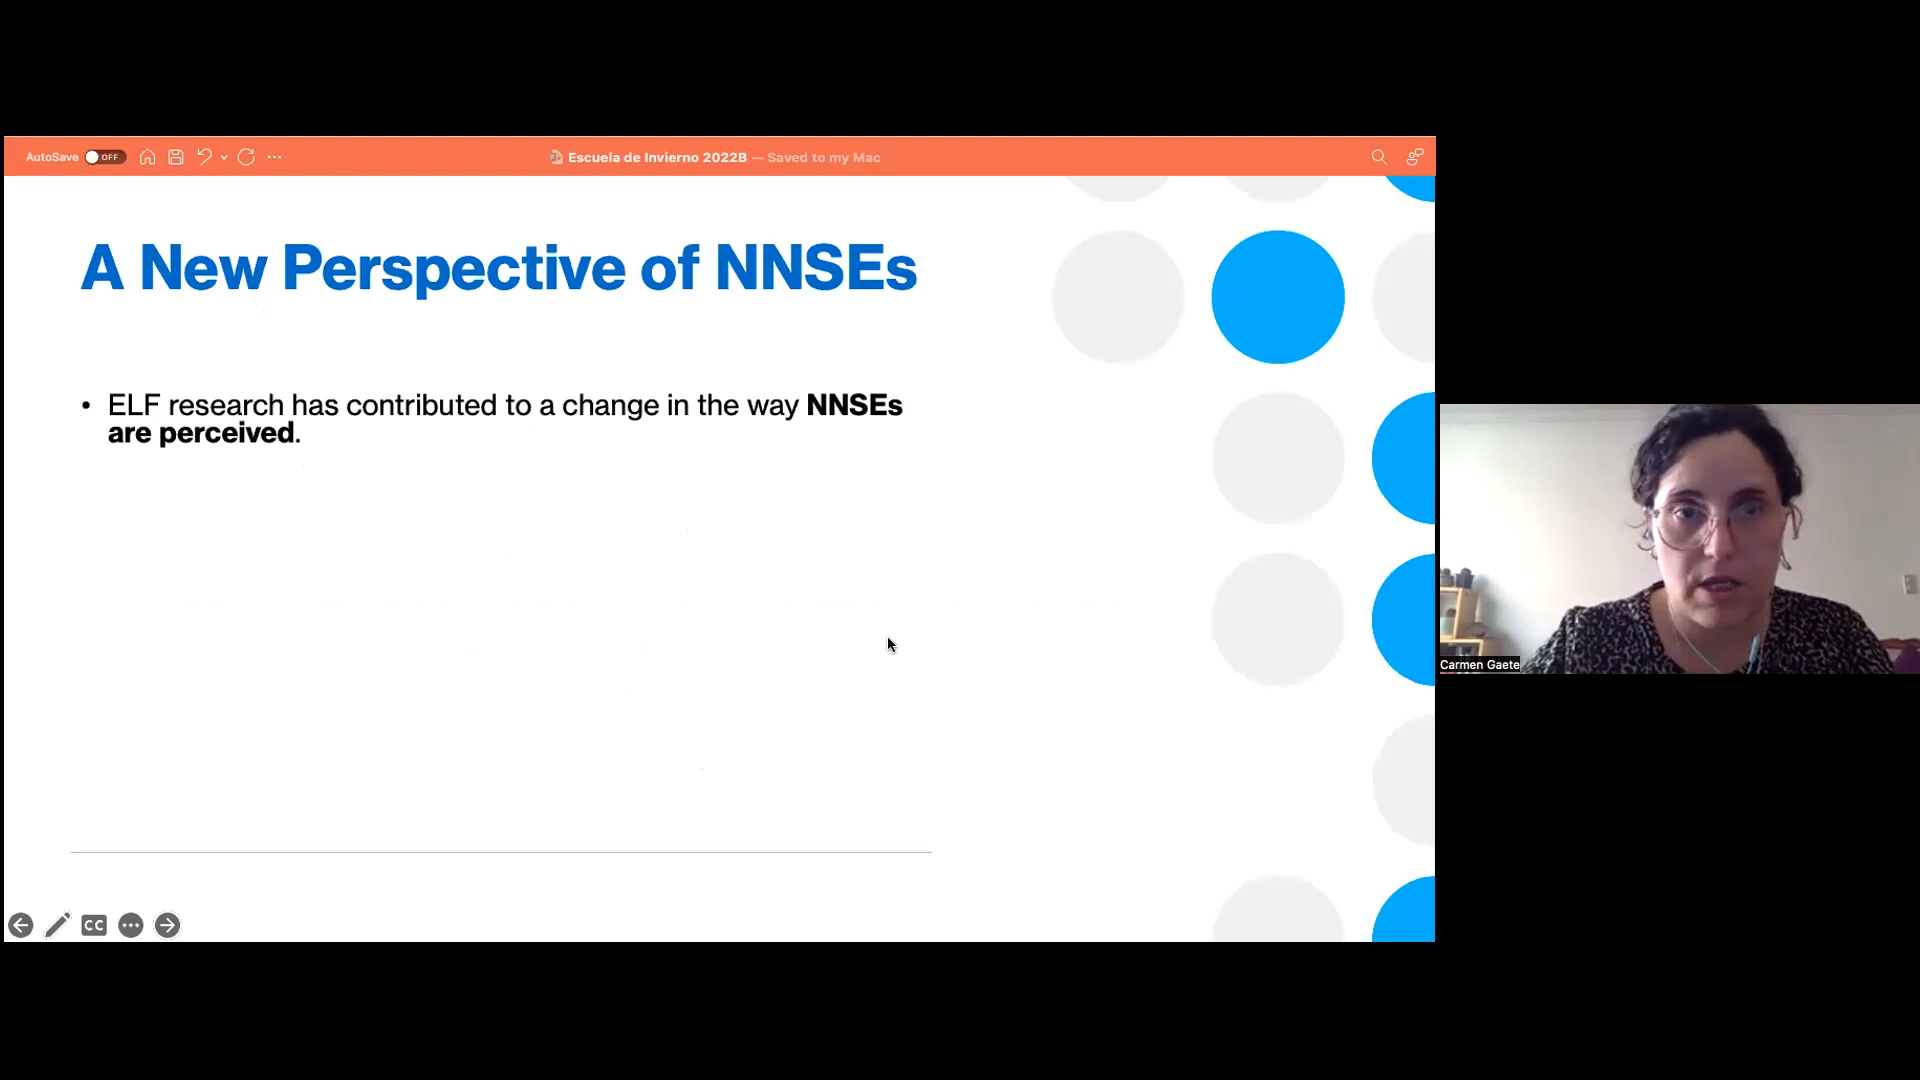 AutoSave OFF
Escuela de Invierno 2022B — Saved to my Mac
A New Perspective of NNSEs
• ELF research has contributed to a change in the way NNSEs
are perceived.
Carmen Gaete
CC